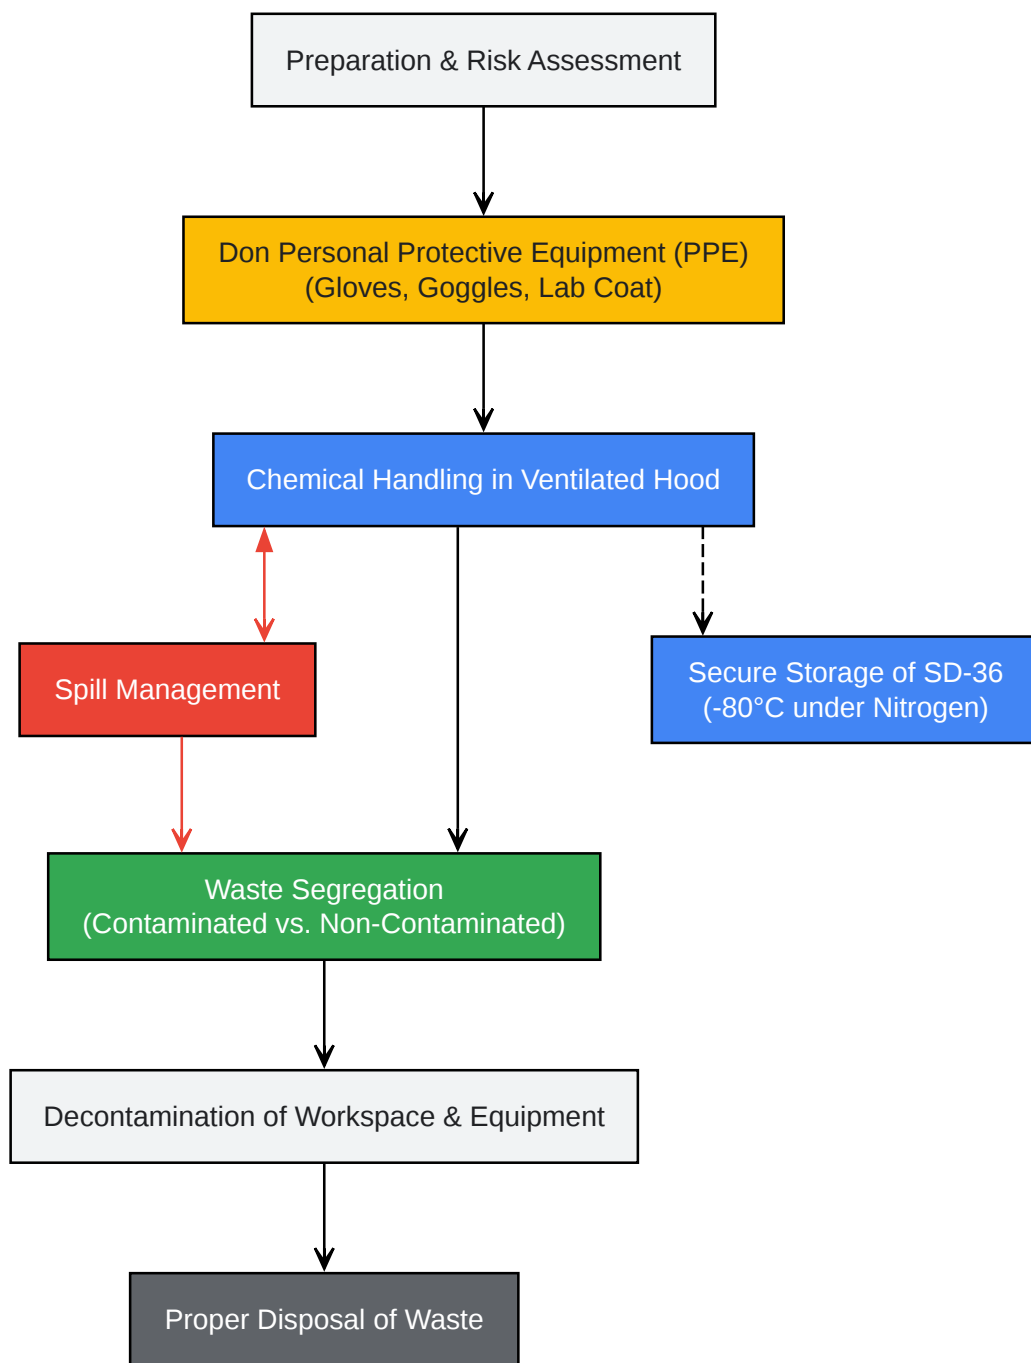 Preparation & Risk Assessment
Don Personal Protective Equipment (PPE)
(Gloves, Goggles, Lab Coat)
Chemical Handling in Ventilated Hood
Spill Management
Secure Storage of SD-36
(-80°C under Nitrogen)
Waste Segregation
(Contaminated vs. Non-Contaminated)
Decontamination of Workspace & Equipment
Proper Disposal of Waste